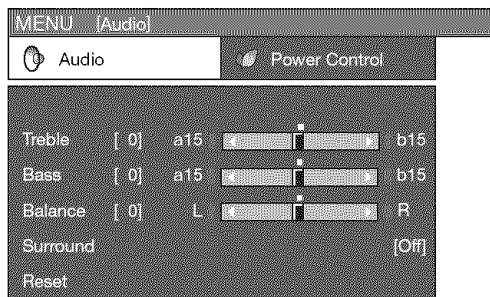 MENU [Audio]
Audio Power Control
Treble [ 0] a15 b15
Bass [ 0] a15 b15
Balance [ 0] L R
Surround [Off]
Reset